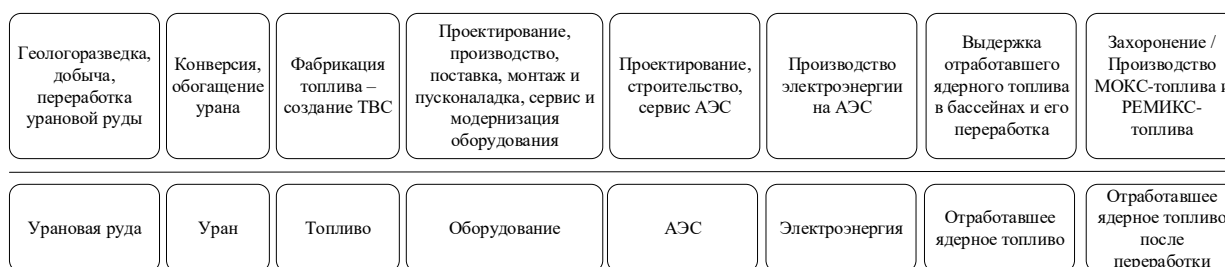 Геологоразведка,
добыча,
переработка
урановой руды
Конверсия,
обогащение
урана
Фабрикация
топлива –
создание ТВС
Проектирование,
производство,
поставка, монтаж и
пусконаладка, сервис и
модернизация
оборудования
Проектирование,
строительство,
сервис АЭС
Производство
электроэнергии
на АЭС
Выдержка
отработавшего
ядерного топлива
в бассейнах и его
переработка
Захоронение /
Производство
МОКС-топлива и
РЕМИКС-
топлива
Урановая руда
Уран
Топливо
Оборудование
АЭС
Электроэнергия
Отработавшее
ядерное топливо
Отработавшее
ядерное топливо
после
переработки